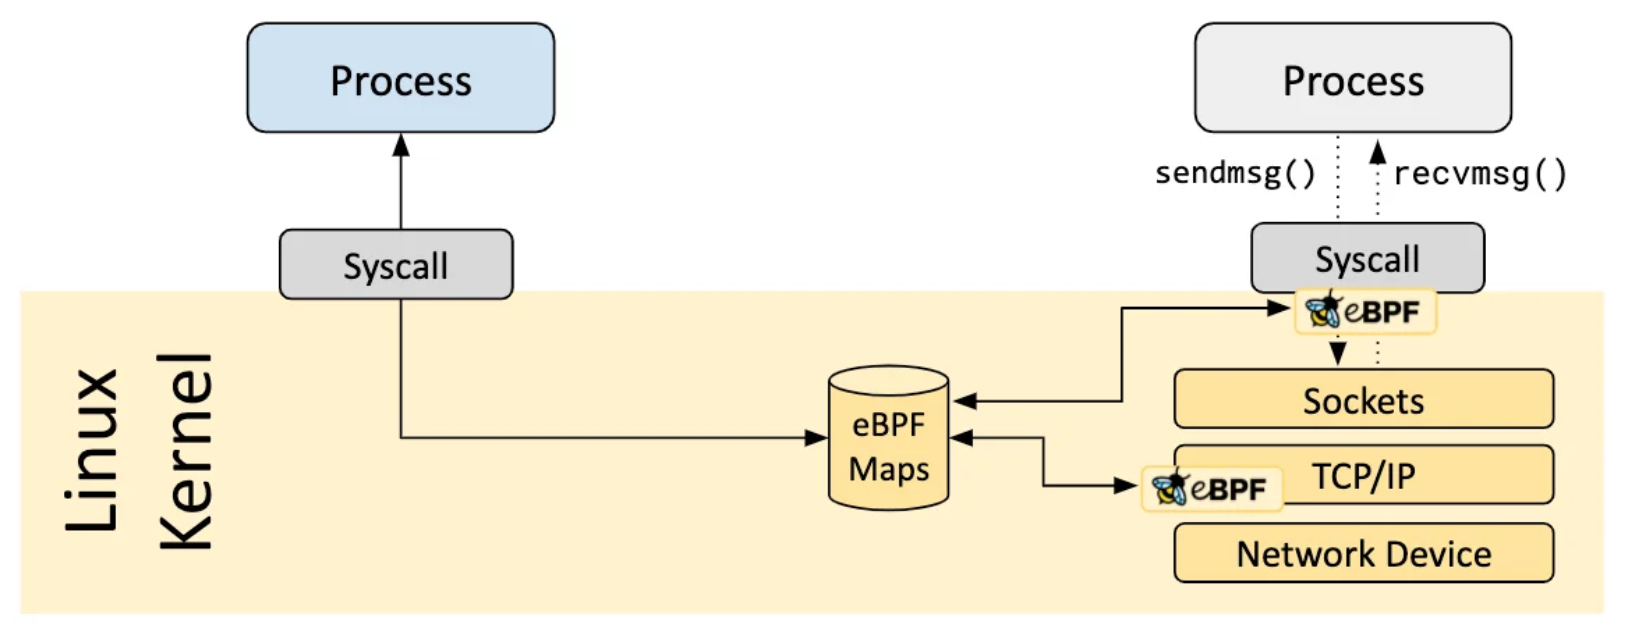 Process
Process
sendmsg()
recvmsg()
Syscall
Syscall
eBPF
Linux
Kernel
eBPF
Maps
Sockets
TCP/IP
eBPF
Network Device